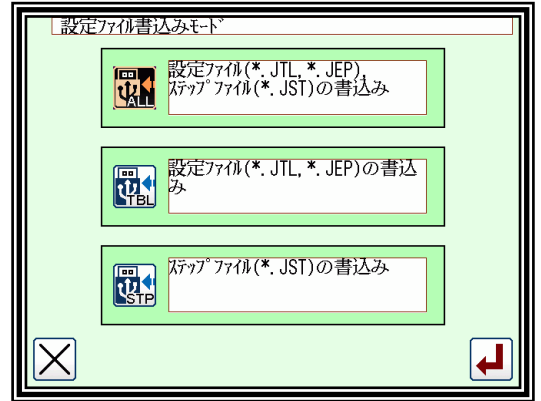 設定ﾌｧｲﾙ書込みﾓｰﾄﾞ
設定ﾌｧｲﾙ(*.JTL,*.JEP),
ｽﾃｯﾌﾟﾌｧｲﾙ(*.JST)の書込み
ALL
設定ﾌｧｲﾙ(*.JTL,*.JEP)の書込
み
TBL
ｽﾃｯﾌﾟﾌｧｲﾙ(*.JST)の書込み
STP